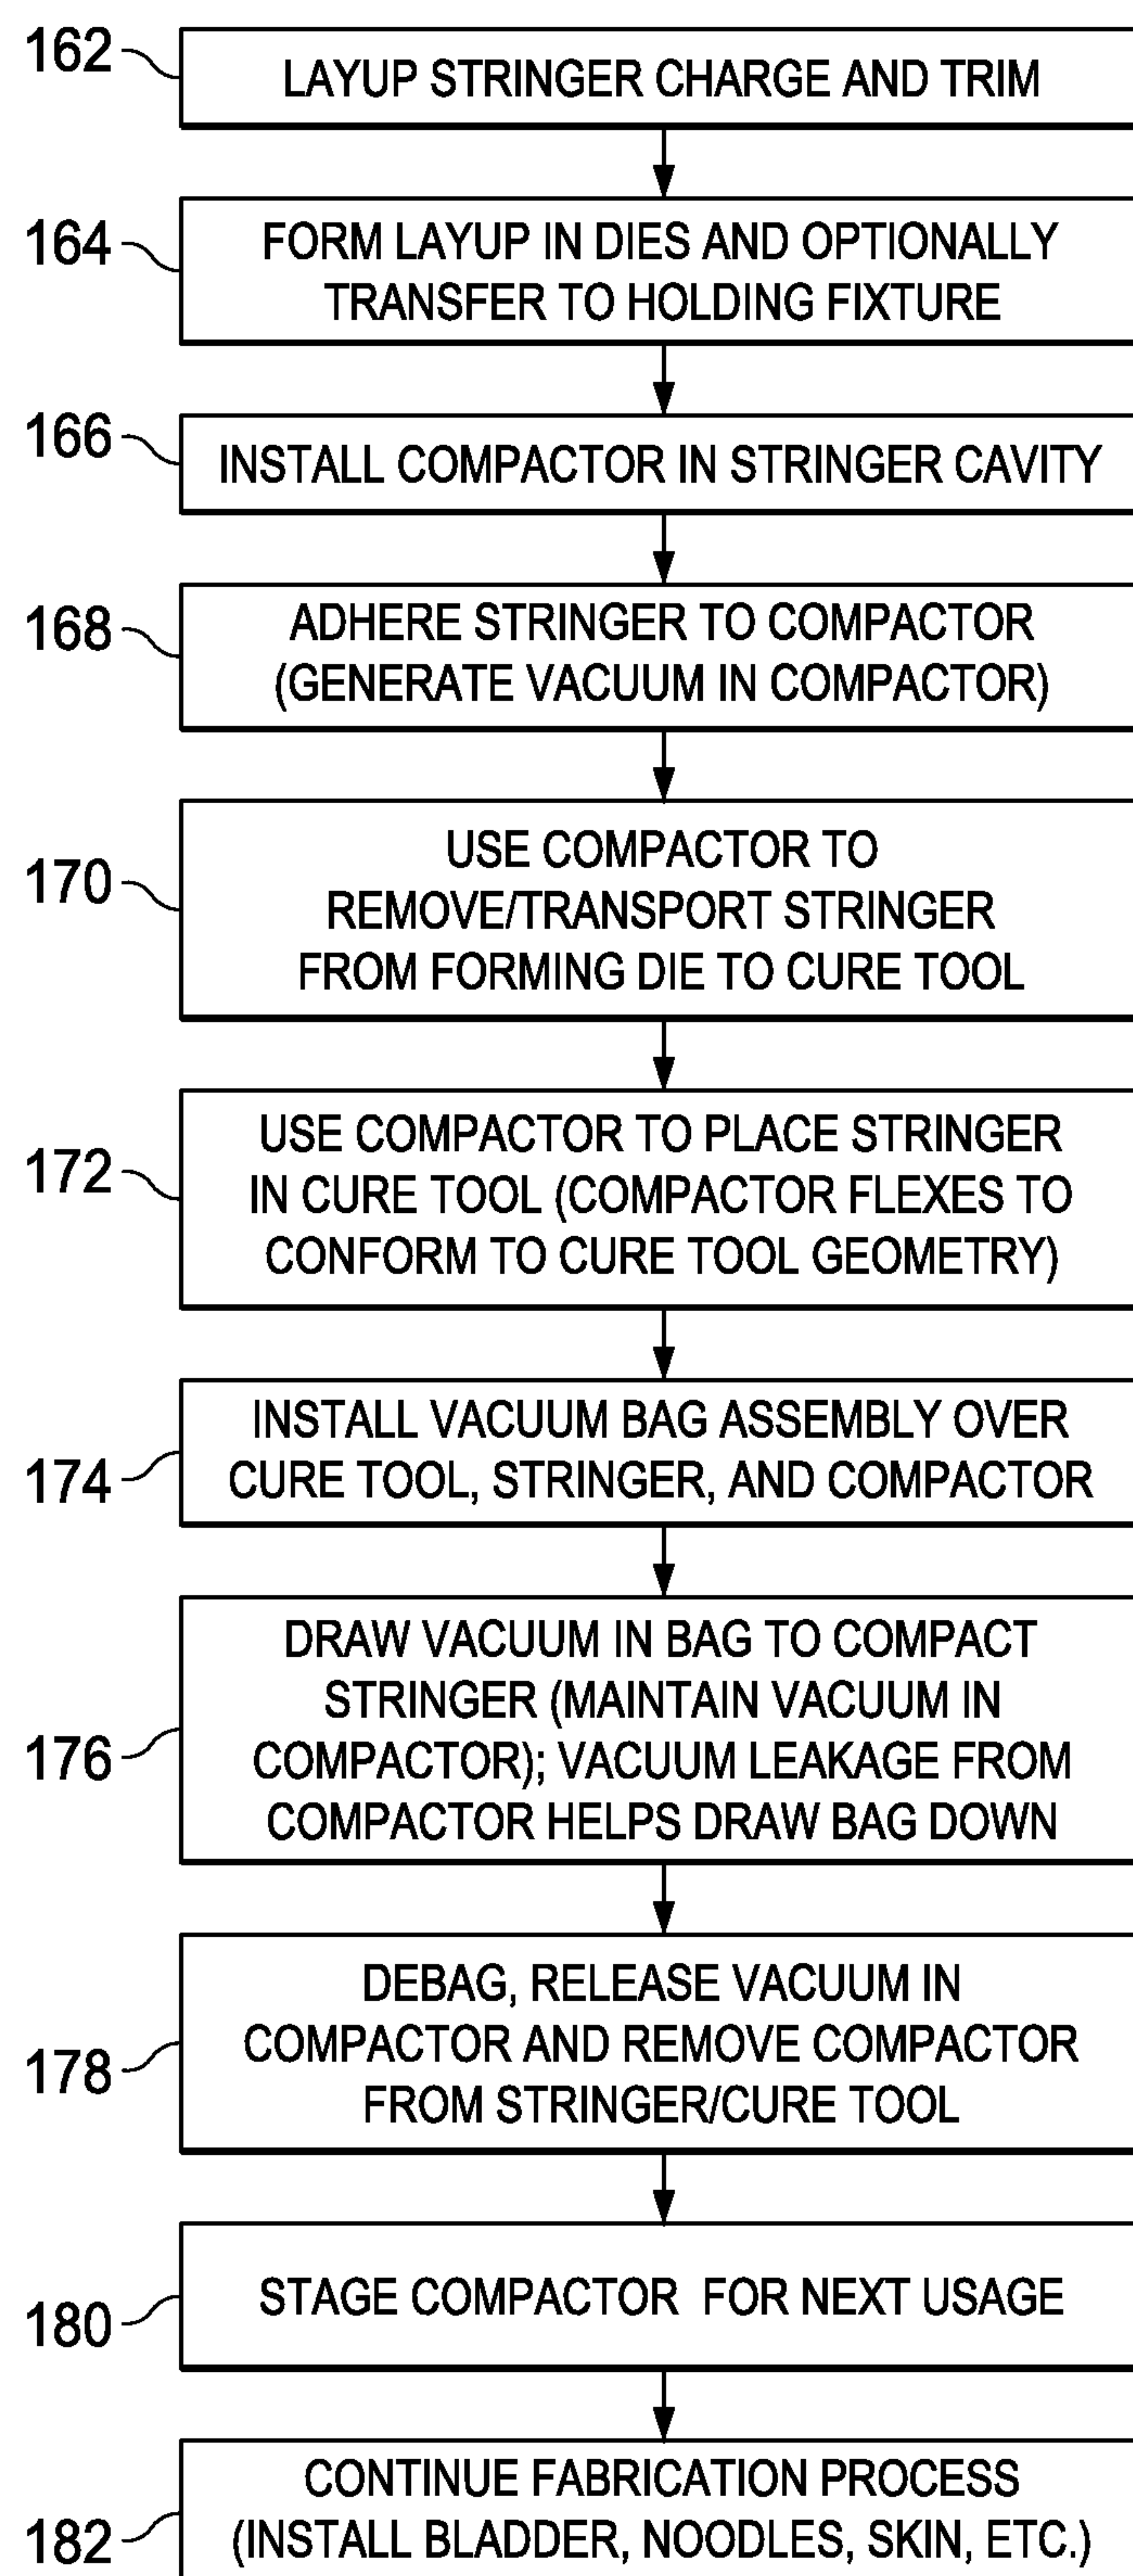 162
LAYUP STRINGER CHARGE AND TRIM
164
FORM LAYUP IN DIES AND OPTIONALLY
TRANSFER TO HOLDING FIXTURE
166
INSTALL COMPACTOR IN STRINGER CAVITY
168
ADHERE STRINGER TO COMPACTOR
(GENERATE VACUUM IN COMPACTOR)
170
USE COMPACTOR TO
REMOVE/TRANSPORT STRINGER
FROM FORMING DIE TO CURE TOOL
172
USE COMPACTOR TO PLACE STRINGER
IN CURE TOOL (COMPACTOR FLEXES TO
CONFORM TO CURE TOOL GEOMETRY)
174
INSTALL VACUUM BAG ASSEMBLY OVER
CURE TOOL, STRINGER, AND COMPACTOR
176
DRAW VACUUM IN BAG TO COMPACT
STRINGER (MAINTAIN VACUUM IN
COMPACTOR); VACUUM LEAKAGE FROM
COMPACTOR HELPS DRAW BAG DOWN
178
DEBAG, RELEASE VACUUM IN
COMPACTOR AND REMOVE COMPACTOR
FROM STRINGER/CURE TOOL
180
STAGE COMPACTOR FOR NEXT USAGE
182
CONTINUE FABRICATION PROCESS
(INSTALL BLADDER, NOODLES, SKIN, ETC.)